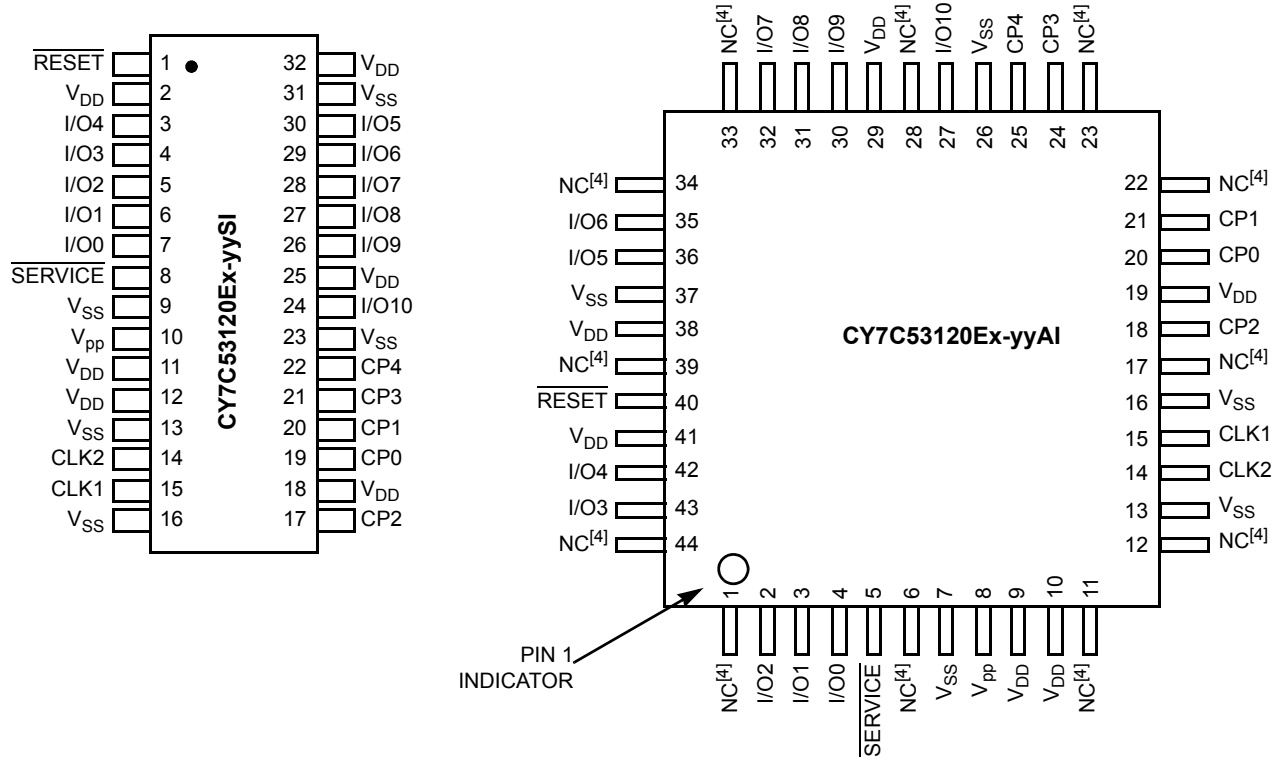 RESET 1 32 VDD
VDD 2 31 VSS
I/O4 3 30 I/O5
I/O3 4 29 I/O6
I/O2 5 28 I/O7
I/O1 6 27 I/O8
I/O0 7 26 I/O9
SERVICE 8 25 VDD
VSS 9 24 I/O10
Vpp 10 23 VSS
VDD 11 22 CP4
VDD 12 21 CP3
VSS 13 20 CP1
CLK2 14 19 CP0
CLK1 15 18 VDD
VSS 16 17 CP2
CY7C53120Ex-yySI
NC[4] I/O7 I/O8 I/O9 VDD NC[4] I/O10 VSS CP4 CP3 NC[4]
33 32 31 30 29 28 27 26 25 24 23
NC[4] 34 22 NC[4]
I/O6 35 21 CP1
I/O5 36 20 CP0
VSS 37 19 VDD
VDD 38 18 CP2
CY7C53120Ex-yyAI
NC[4] 39 17 NC[4]
RESET 40 16 VSS
VDD 41 15 CLK1
I/O4 42 14 CLK2
I/O3 43 13 VSS
NC[4] 44 12 NC[4]
1 2 3 4 5 6 7 8 9 10 11
NC[4] I/O2 I/O1 I/O0 SERVICE NC[4] VSS Vpp VDD VDD NC[4]
PIN 1
INDICATOR